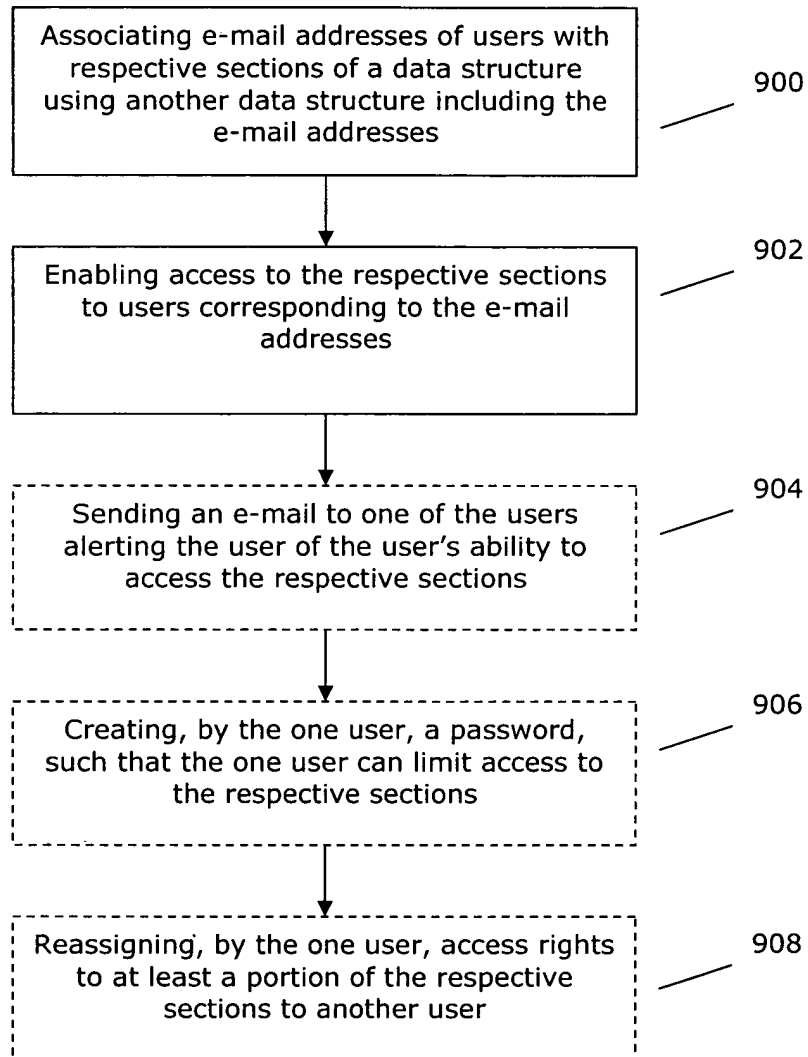 Associating e-mail addresses of users with
respective sections of a data structure
using another data structure including the
e-mail addresses
900
Enabling access to the respective sections
to users corresponding to the e-mail
addresses
902
Sending an e-mail to one of the users
alerting the user of the user's ability to
access the respective sections
904
Creating, by the one user, a password,
such that the one user can limit access to
the respective sections
906
Reassigning, by the one user, access rights
to at least a portion of the respective
sections to another user
908